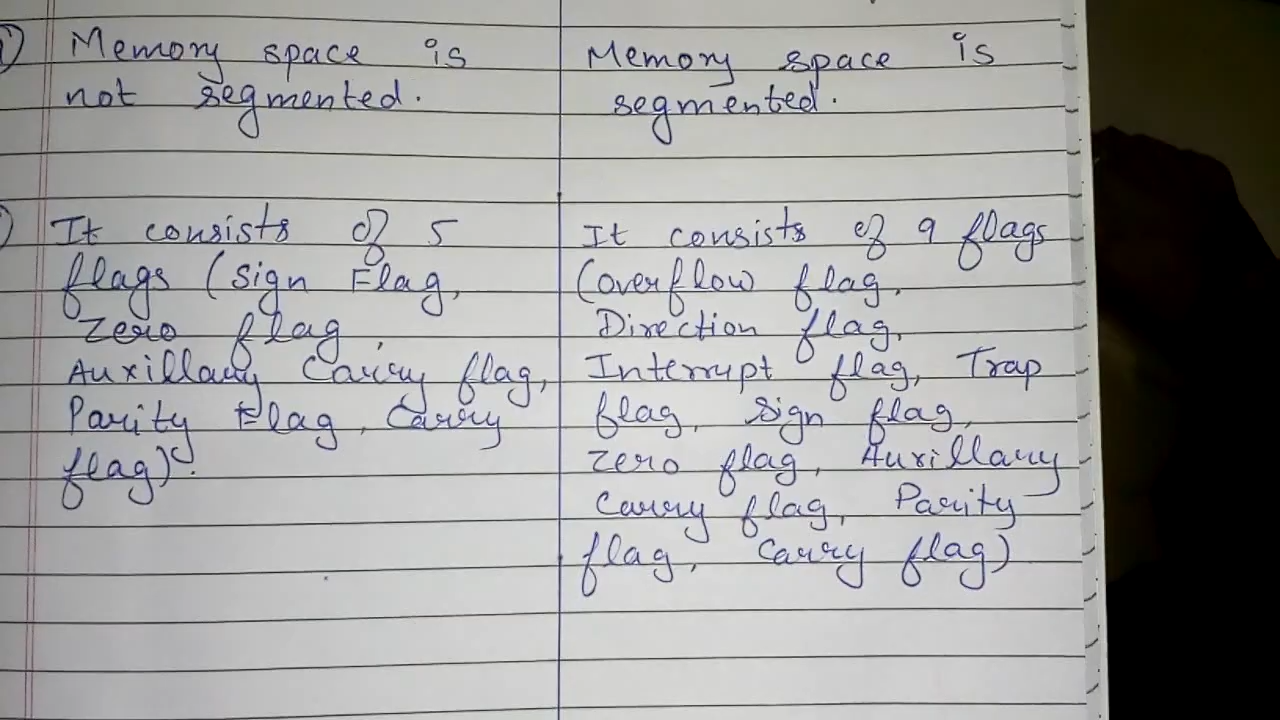 Memory space is
not segmented.
It consists of 5
flags (sign Flag,
zero flag,
Auxillary Carry flag,
Parity Flag, Carry
flag).
Memory space is
segmented.
It consists of 9 flags
(overflow flag,
Direction flag,
Interrupt flag, Trap
flag, sign flag,
zero flag, Auxillary
Carry flag, Parity
flag, Carry flag)